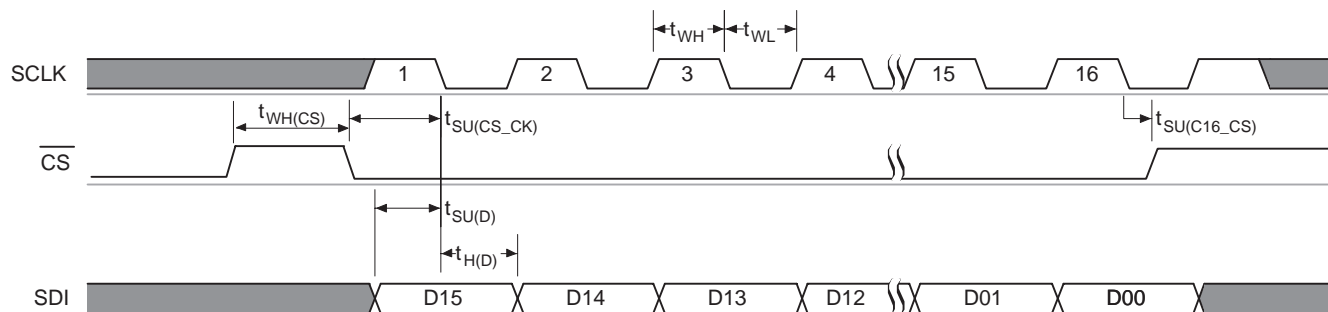 tWH tWL
SCLK 1 2 3 4 15 16
tWH(CS) tSU(CS_CK) tSU(C16_CS)
CS
tSU(D)
tH(D)
SDI D15 D14 D13 D12 D01 D00